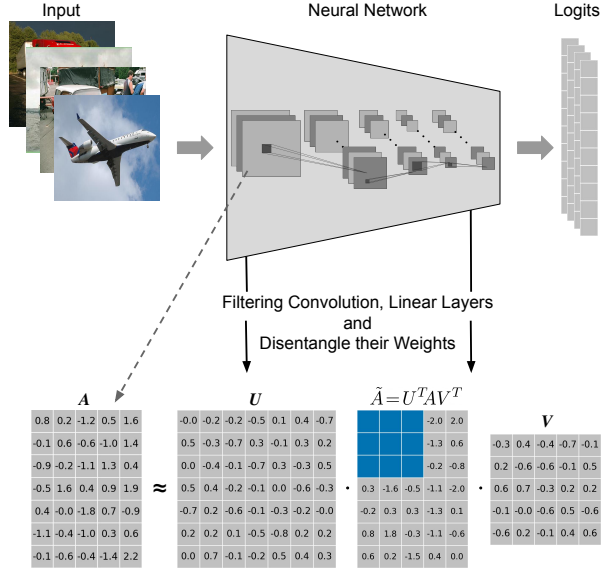 Input Neural Network Logits
Filtering Convolution, Linear Layers
and
Disentangle their Weights
A U Ã = UᵀAVᵀ V
0.8 0.2 -1.2 0.5 1.6
-0.1 0.6 -0.6 -1.0 1.4
-0.9 -0.2 -1.1 1.3 0.4
-0.5 1.6 0.4 0.9 1.9
0.4 -0.0 -1.8 0.7 -0.9
-1.1 -0.4 -1.0 0.3 0.6
-0.1 -0.6 -0.4 -1.4 2.2
≈
-0.0 -0.2 -0.2 -0.5 0.1 0.4 -0.7
0.5 -0.3 -0.7 0.3 -0.1 0.3 0.2
0.0 -0.4 -0.1 -0.7 0.3 -0.3 0.5
0.5 0.4 -0.2 -0.1 0.0 -0.6 -0.3
-0.7 0.2 -0.6 -0.1 -0.3 -0.1 -0.0
0.2 0.2 0.1 -0.5 -0.8 0.2 0.2
0.0 0.7 -0.1 -0.2 0.5 0.4 0.3
·
-2.0 2.0
-1.3 0.6
-0.2 -0.8
0.3 -1.6 -0.5 -1.1 -2.0
-0.2 0.3 0.3 -1.3 0.1
0.8 1.8 -0.3 -1.1 -0.6
0.6 0.2 -1.5 0.4 0.0
·
-0.3 0.4 -0.4 -0.7 -0.1
0.2 -0.6 -0.6 -0.1 0.5
0.6 0.7 -0.3 0.2 0.2
-0.1 -0.0 -0.6 0.5 -0.6
-0.6 0.2 -0.1 0.4 0.6